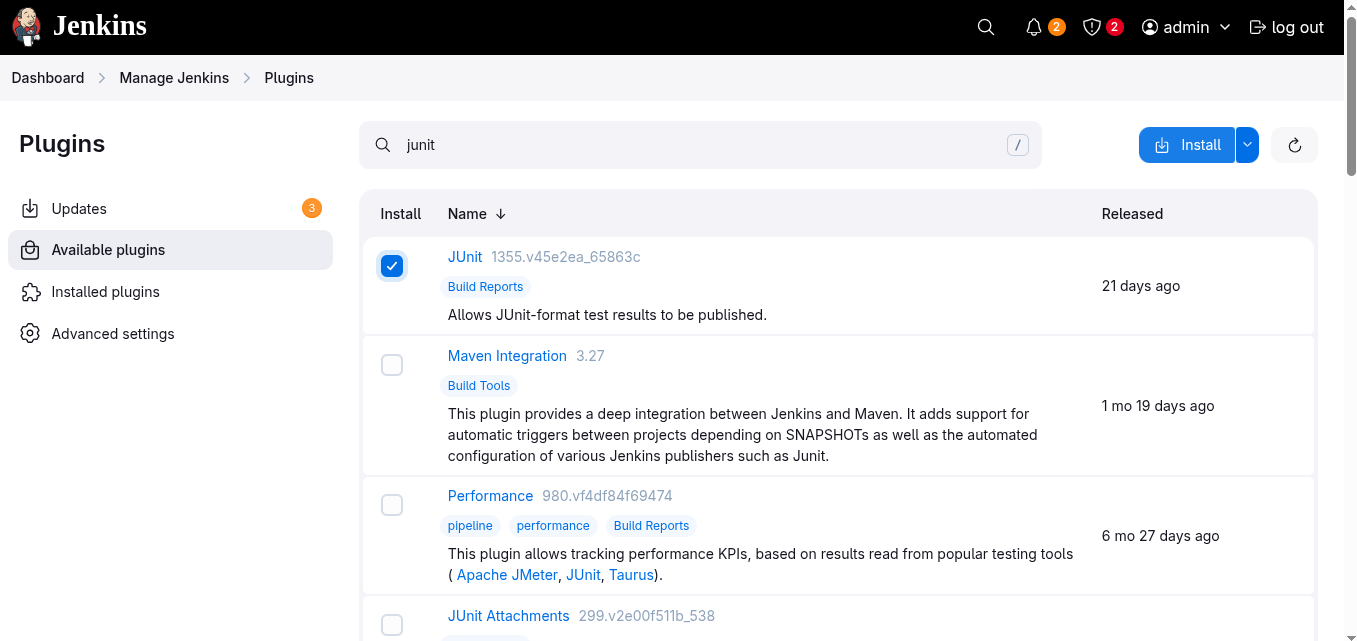 Jenkins
2
2
admin
log out
Dashboard
Manage Jenkins
Plugins
Plugins
junit
/
Install
Updates
3
Available plugins
Installed plugins
Advanced settings
Install
Name
Released
JUnit 1355.v45e2ea_65863c
Build Reports
Allows JUnit-format test results to be published.
21 days ago
Maven Integration 3.27
Build Tools
This plugin provides a deep integration between Jenkins and Maven. It adds support for
automatic triggers between projects depending on SNAPSHOTs as well as the automated
configuration of various Jenkins publishers such as Junit.
1 mo 19 days ago
Performance 980.vf4df84f69474
pipeline performance Build Reports
This plugin allows tracking performance KPIs, based on results read from popular testing tools
( Apache JMeter, JUnit, Taurus).
6 mo 27 days ago
JUnit Attachments 299.v2e00f511b_538